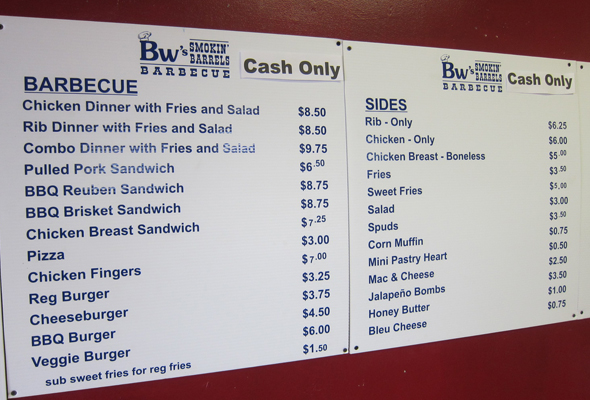 BW's SMOKIN' BARRELS
BARBECUE
Cash Only
BARBECUE
Chicken Dinner with Fries and Salad $8.50
Rib Dinner with Fries and Salad $8.50
Combo Dinner with Fries and Salad $9.75
Pulled Pork Sandwich $6.50
BBQ Reuben Sandwich $8.75
BBQ Brisket Sandwich $8.75
Chicken Breast Sandwich $7.25
Pizza $3.00
Chicken Fingers $7.00
Reg Burger $3.25
Cheeseburger $3.75
BBQ Burger $4.50
Veggie Burger $6.00
sub sweet fries for reg fries $1.50
BW's SMOKIN' BARRELS
BARBECUE
Cash Only
SIDES
Rib - Only $6.25
Chicken - Only $6.00
Chicken Breast - Boneless $5.00
Fries $3.50
Sweet Fries $5.00
Salad $3.00
Spuds $3.50
Corn Muffin $0.75
Mini Pastry Heart $0.50
Mac & Cheese $2.50
Jalapeño Bombs $3.50
Honey Butter $1.00
Bleu Cheese $0.75